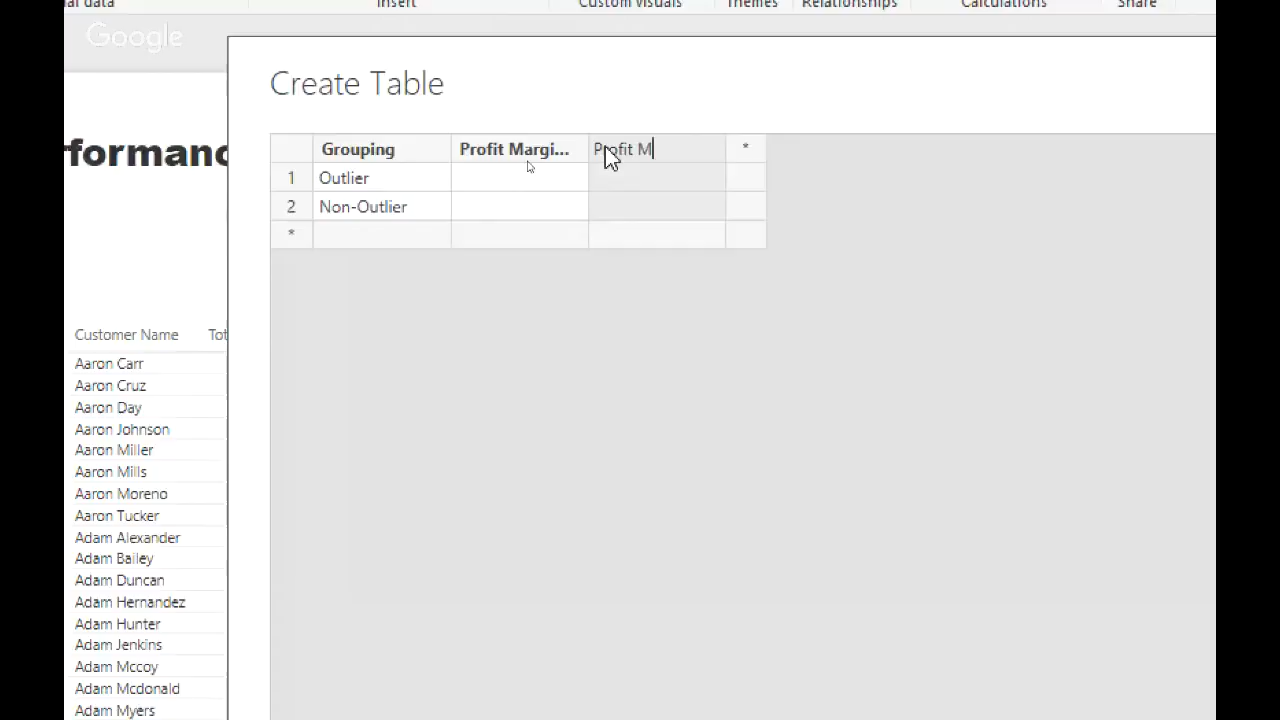 Insert Custom visuals Themes Relationships Calculations Share
al data
Google
Create Table
rformanc
Grouping Profit Margi... Profit M *
1 Outlier
2 Non-Outlier
*
Customer Name Tot
Aaron Carr
Aaron Cruz
Aaron Day
Aaron Johnson
Aaron Miller
Aaron Mills
Aaron Moreno
Aaron Tucker
Adam Alexander
Adam Bailey
Adam Duncan
Adam Hernandez
Adam Hunter
Adam Jenkins
Adam Mccoy
Adam Mcdonald
Adam Myers